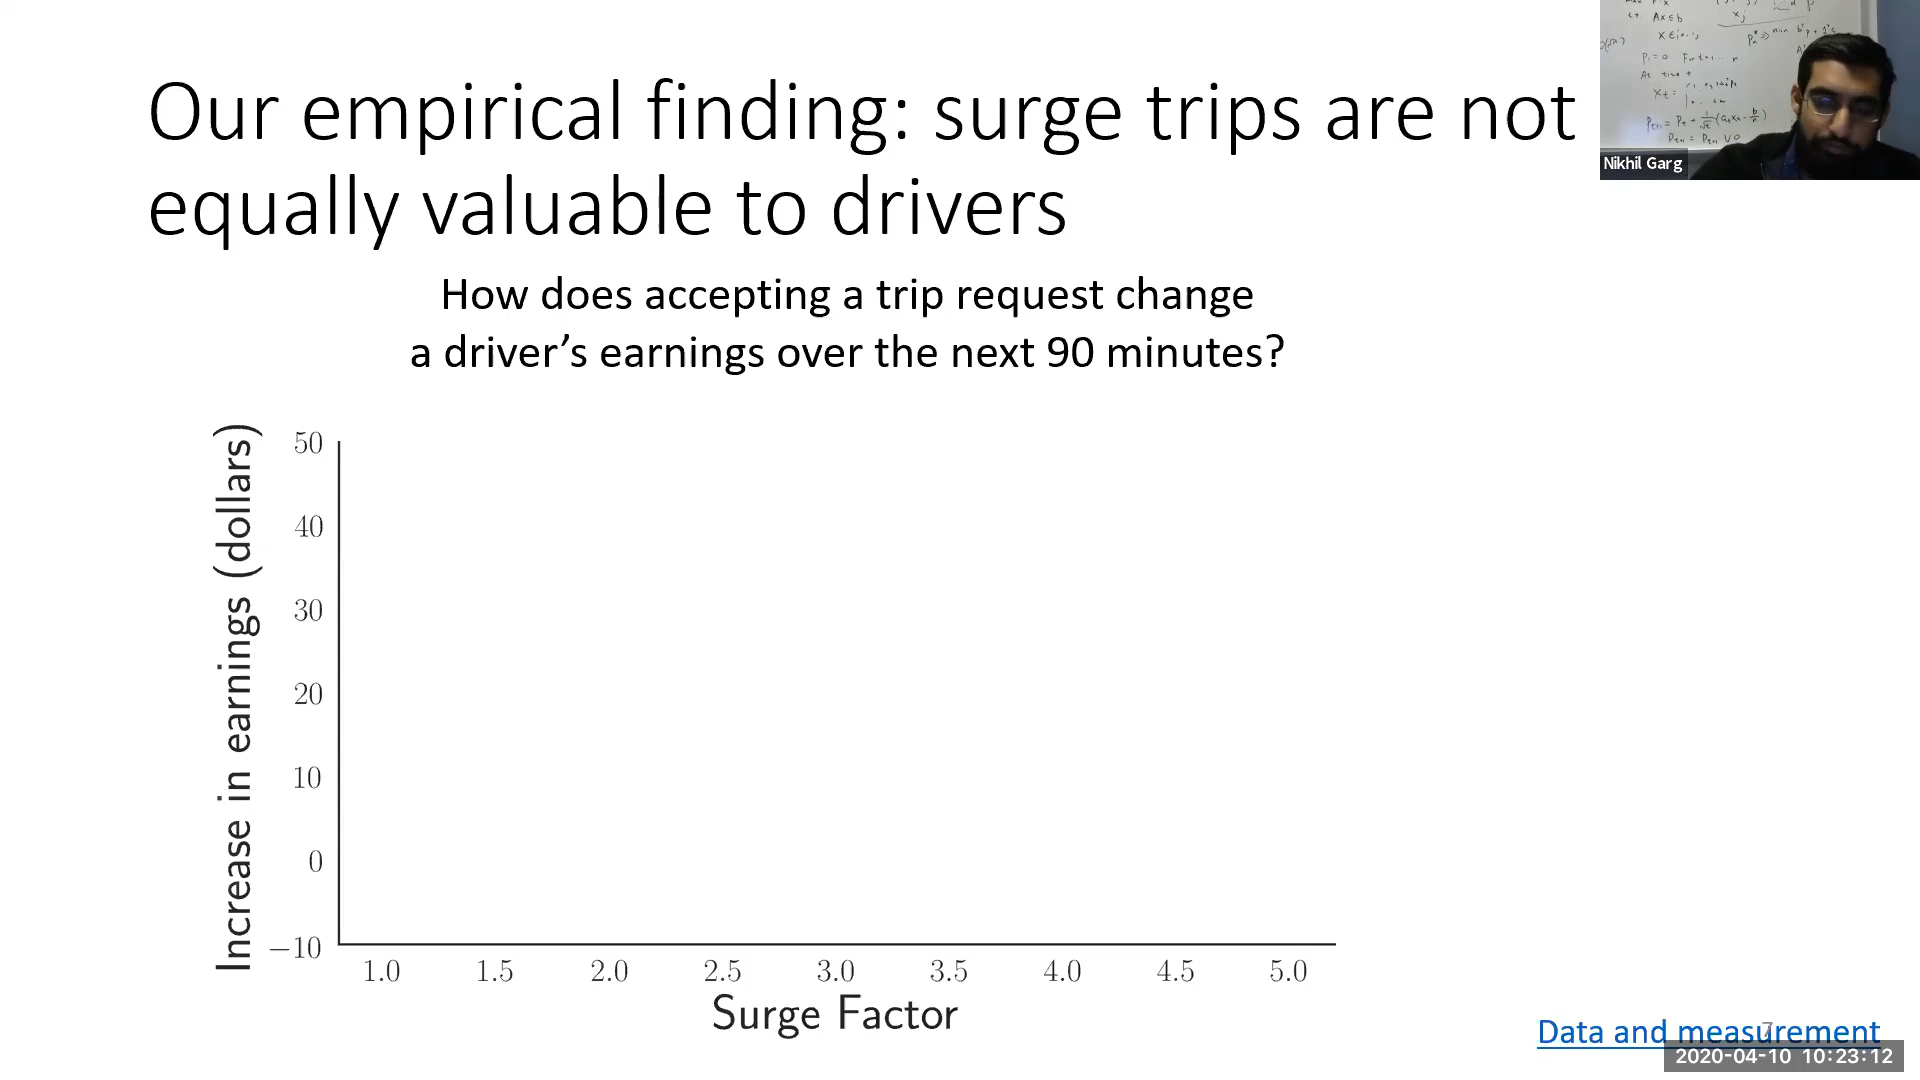 Our empirical finding: surge trips are not
equally valuable to drivers
Nikhil Garg
How does accepting a trip request change
a driver’s earnings over the next 90 minutes?
Increase in earnings (dollars)
50
40
30
20
10
0
−10
1.0 1.5 2.0 2.5 3.0 3.5 4.0 4.5 5.0
Surge Factor
Data and measurement
7
2020-04-10 10:23:12